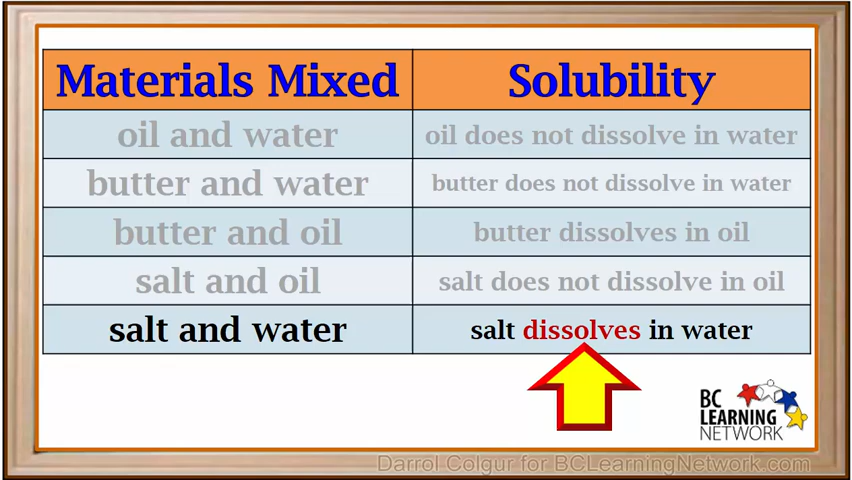 Materials Mixed Solubility
oil and water oil does not dissolve in water
butter and water butter does not dissolve in water
butter and oil butter dissolves in oil
salt and oil salt does not dissolve in oil
salt and water salt dissolves in water
BC
LEARNING
NETWORK
Darrol Colgur for BCLearningNetwork.com